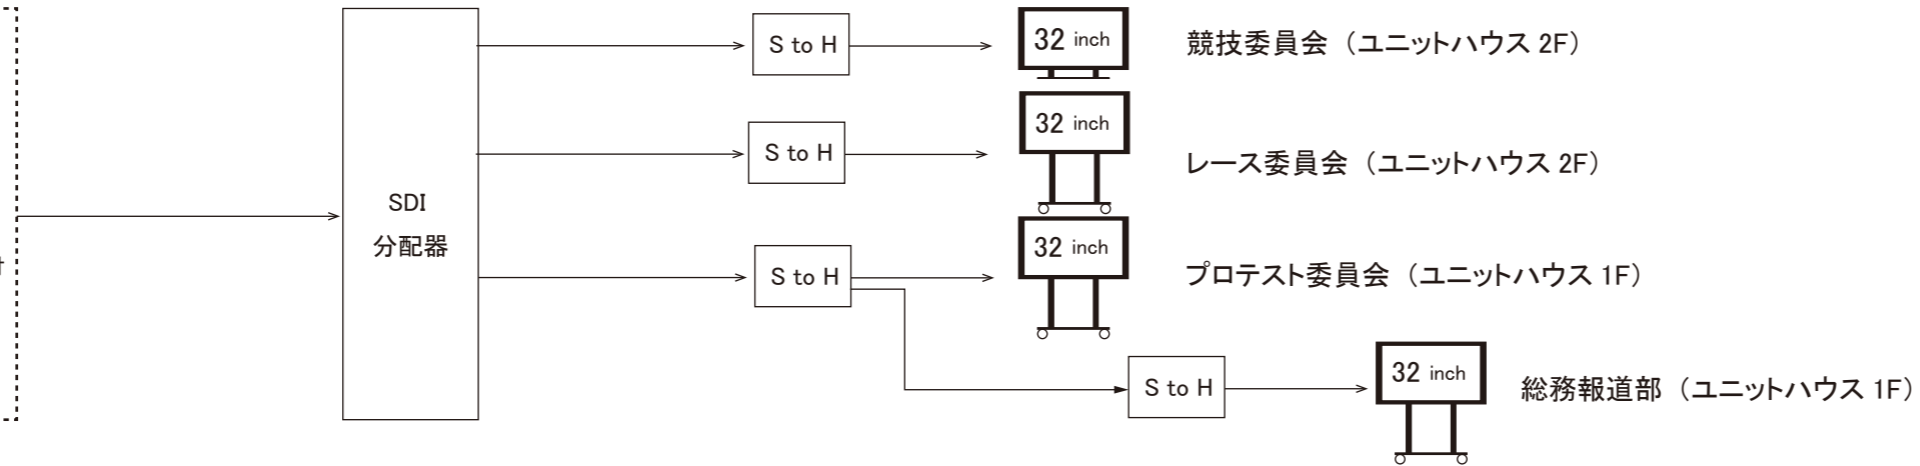 S to H
32 inch
競技委員会（ユニットハウス 2F）
S to H
32 inch
レース委員会（ユニットハウス 2F）
SDI
分配器
S to H
32 inch
プロテスト委員会（ユニットハウス 1F）
S to H
32 inch
総務報道部（ユニットハウス 1F）